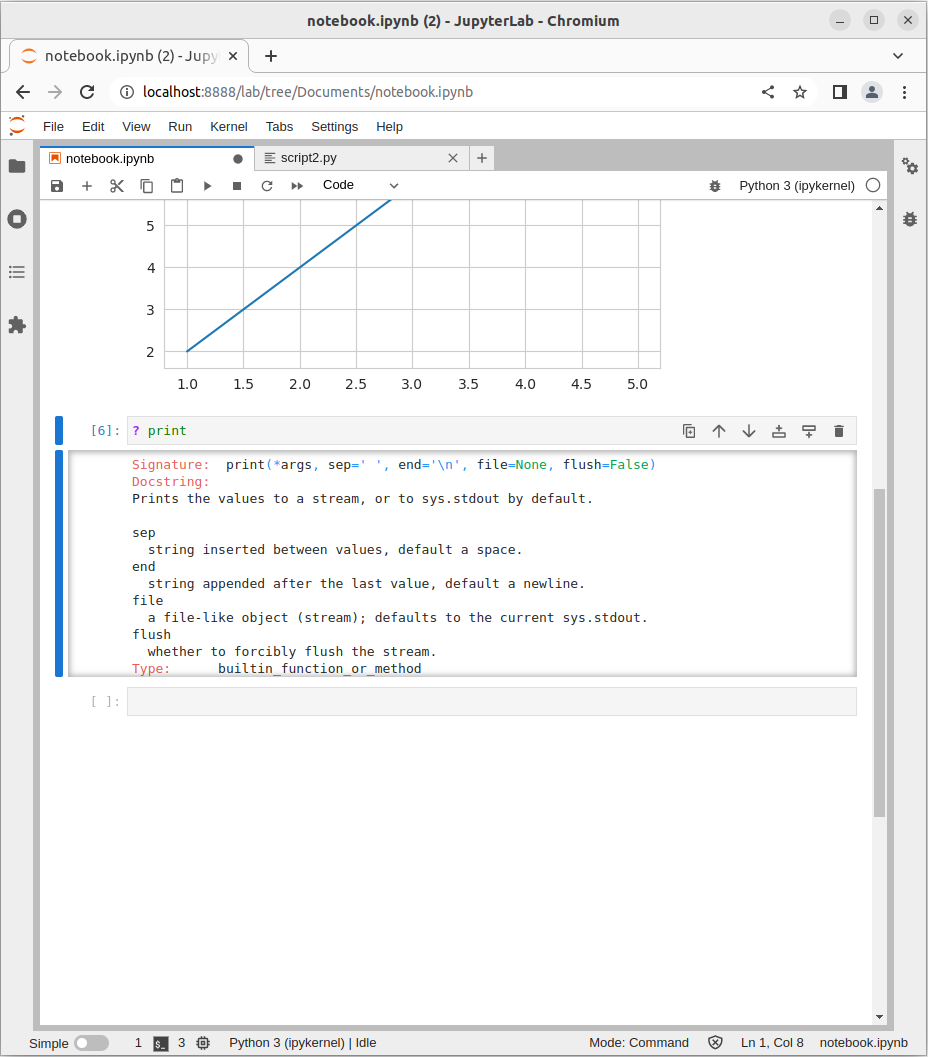 notebook.ipynb (2) - JupyterLab - Chromium
notebook.ipynb (2) - Jupy
localhost:8888/lab/tree/Documents/notebook.ipynb
File Edit View Run Kernel Tabs Settings Help
notebook.ipynb script2.py
Code Python 3 (ipykernel)
5
4
3
2
1.0 1.5 2.0 2.5 3.0 3.5 4.0 4.5 5.0
[6]: ? print
Signature:  print(*args, sep=' ', end='\n', file=None, flush=False)
Docstring:
Prints the values to a stream, or to sys.stdout by default.
sep
  string inserted between values, default a space.
end
  string appended after the last value, default a newline.
file
  a file-like object (stream); defaults to the current sys.stdout.
flush
  whether to forcibly flush the stream.
Type:      builtin_function_or_method
[ ]:
Simple 1 $_ 3 Python 3 (ipykernel) | Idle Mode: Command Ln 1, Col 8 notebook.ipynb